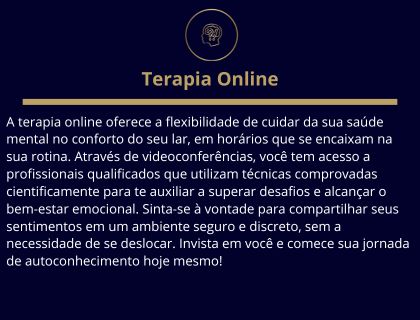 Terapia Online
A terapia online oferece a flexibilidade de cuidar da sua saúde
mental no conforto do seu lar, em horários que se encaixam na
sua rotina. Através de videoconferências, você tem acesso a
profissionais qualificados que utilizam técnicas comprovadas
cientificamente para te auxiliar a superar desafios e alcançar o
bem-estar emocional. Sinta-se à vontade para compartilhar seus
sentimentos em um ambiente seguro e discreto, sem a
necessidade de se deslocar. Invista em você e comece sua jornada
de autoconhecimento hoje mesmo!